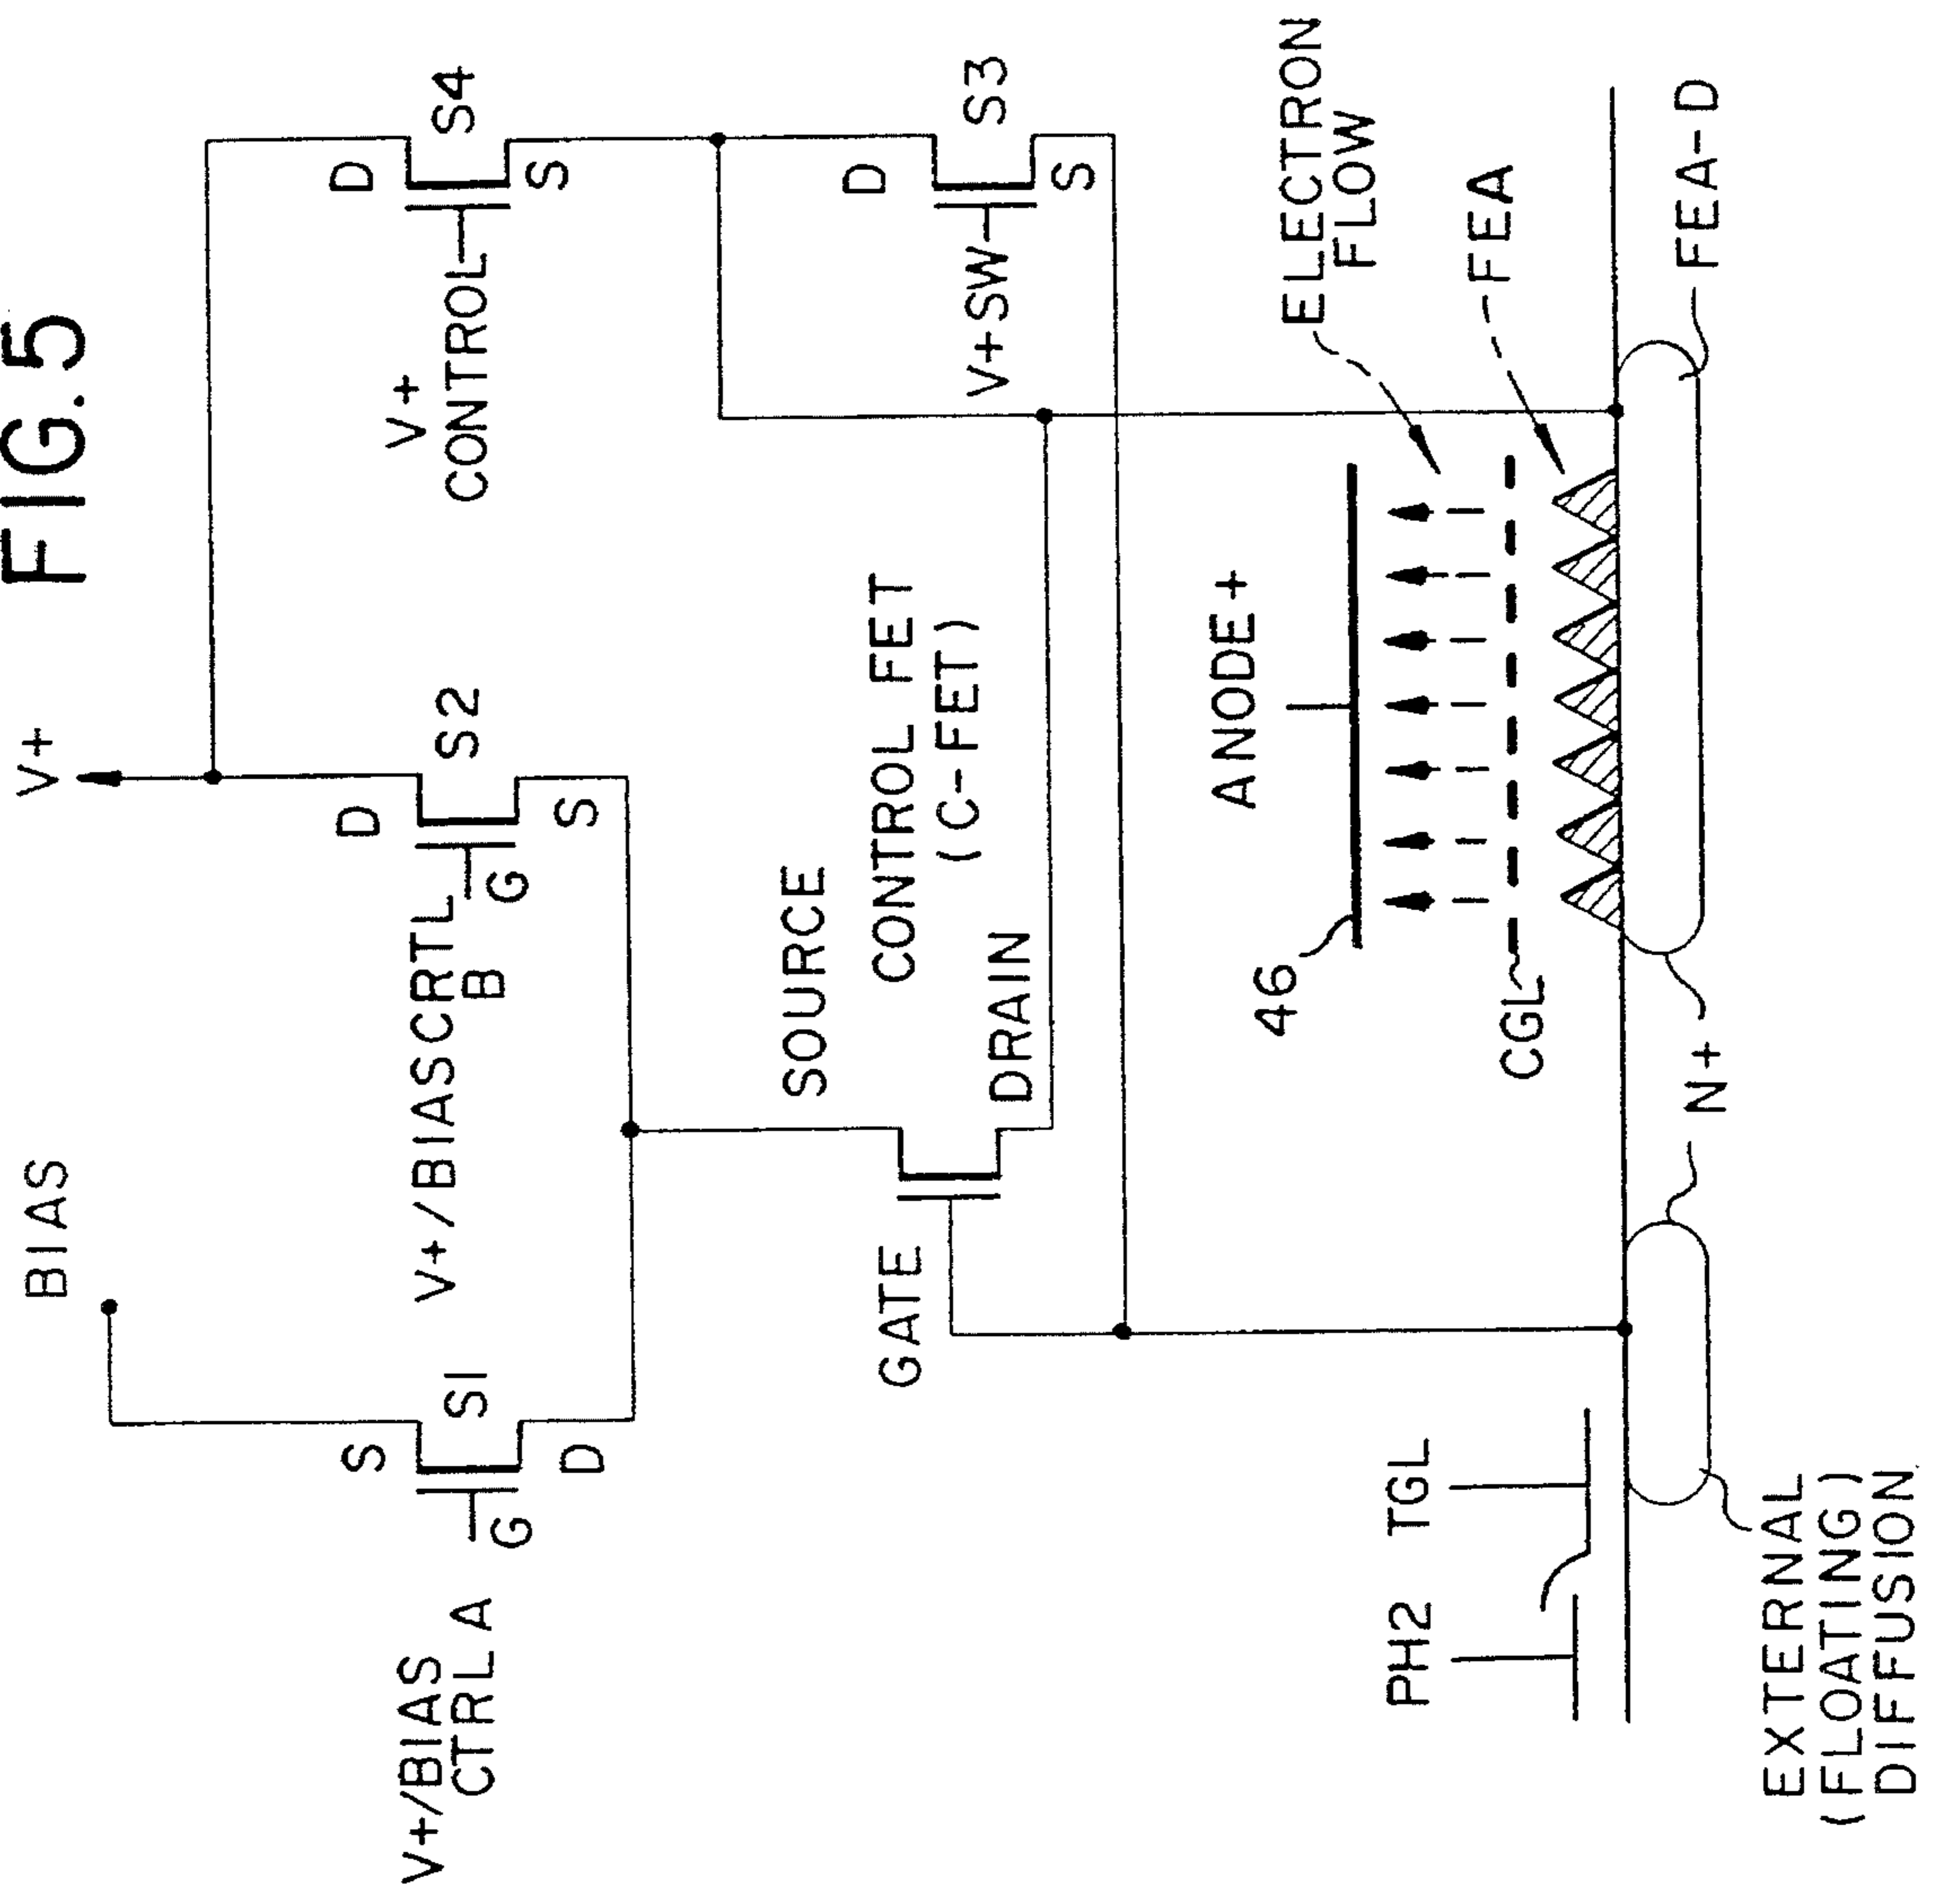 FIG.5
BIAS
V+
V+/BIAS
CTRL A
G
S
S1
D
V+/BIASCRTL
B
G
D
S2
S
V+
CONTROL
D
S4
S
SOURCE
CONTROL FET
(C-FET)
GATE
DRAIN
V+SW
D
S3
S
ANODE+
46
ELECTRON
FLOW
PH2
TGL
CGL
FEA
N+
FEA-D
EXTERNAL
(FLOATING)
DIFFUSION